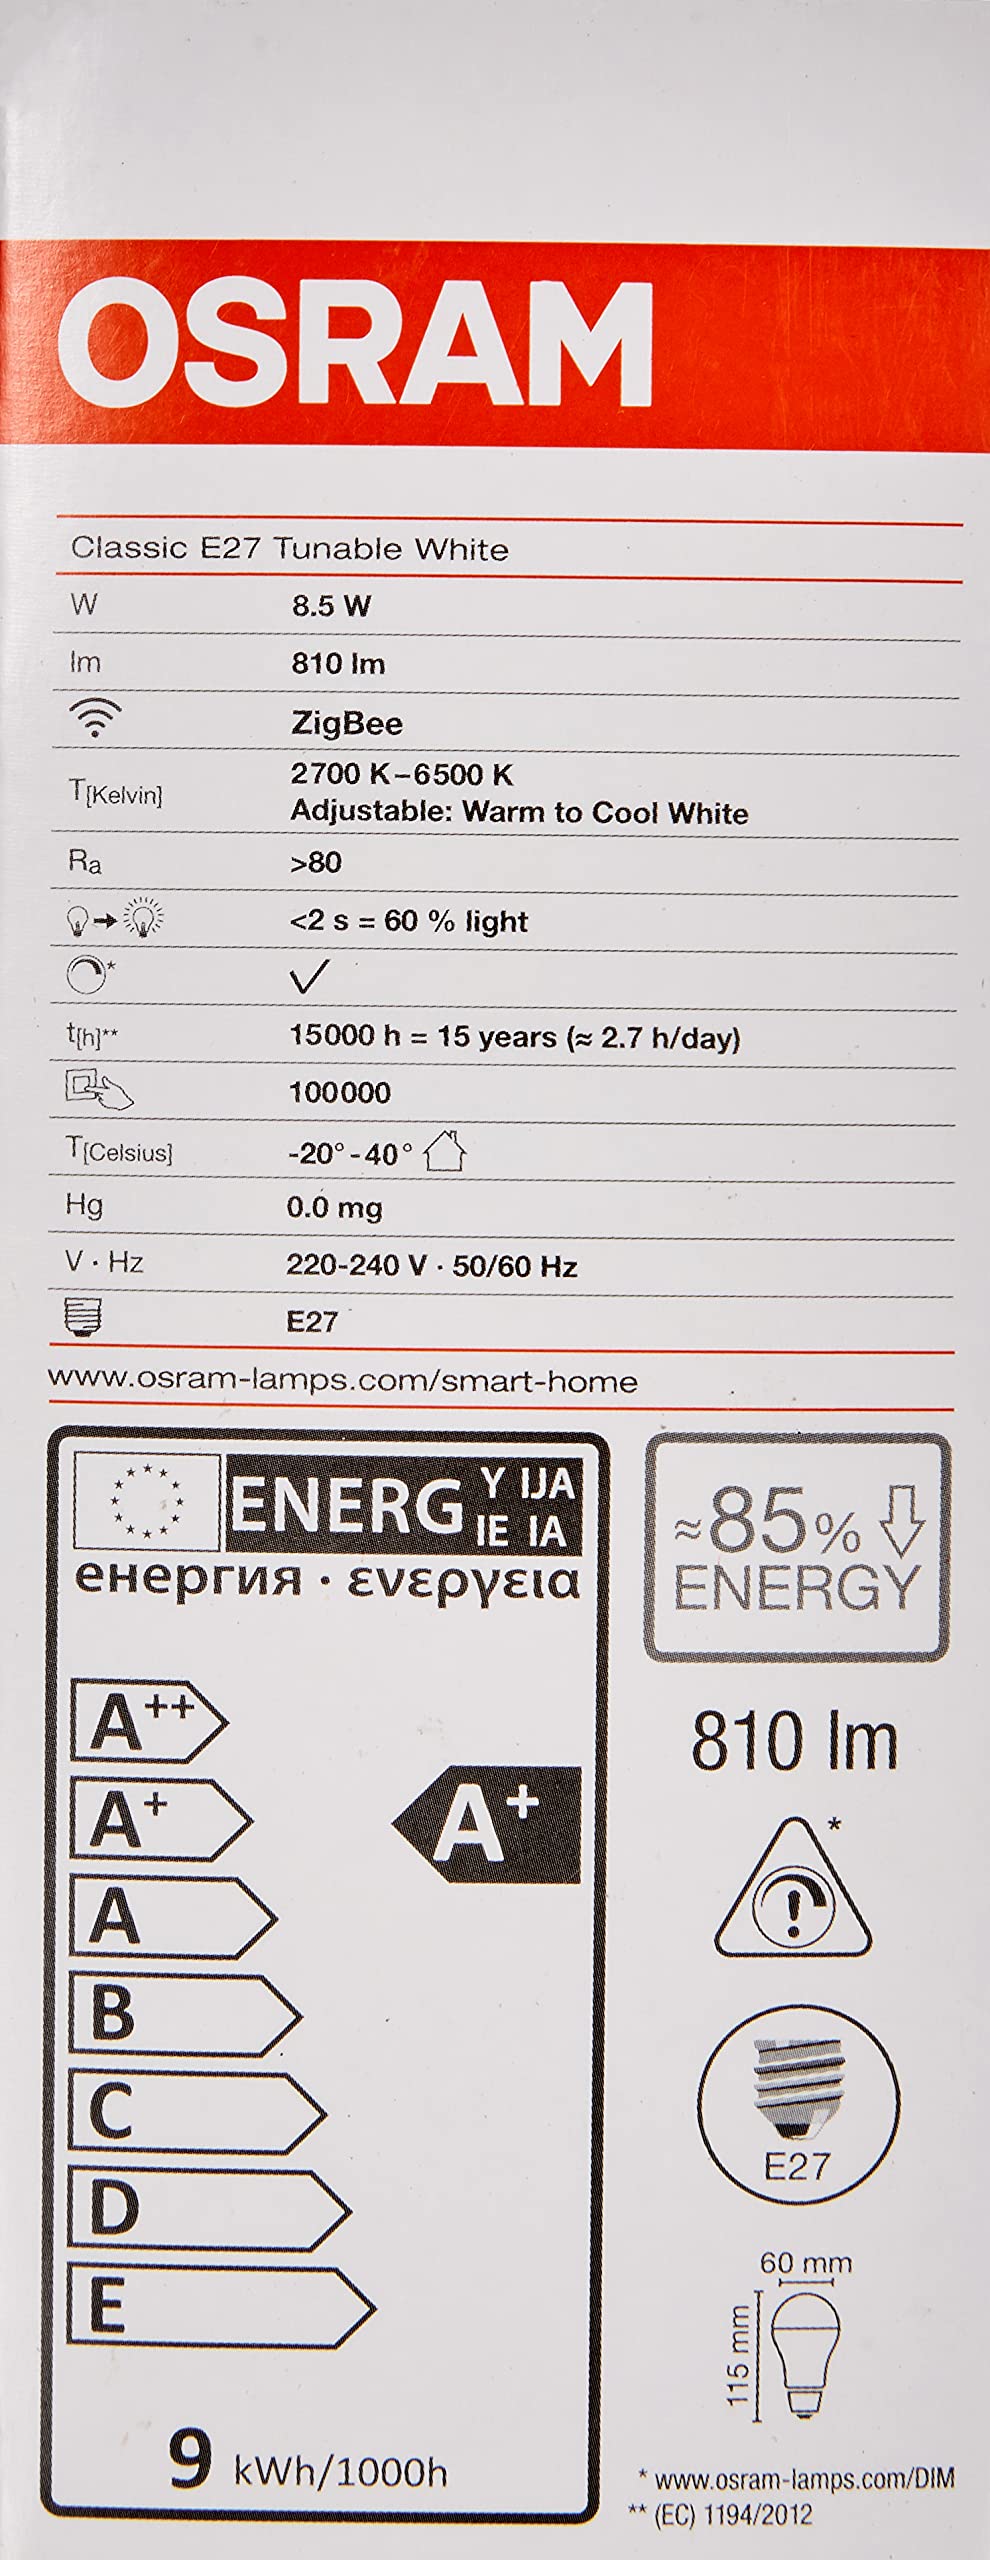 OSRAM
Classic E27 Tunable White
W 8.5 W
lm 810 lm
ZigBee
T[Kelvin] 2700 K–6500 K
Adjustable: Warm to Cool White
Ra >80
<2 s = 60 % light
* ✓
t[h]** 15000 h = 15 years (≈ 2.7 h/day)
100000
T[Celsius] -20° - 40°
Hg 0.0 mg
V · Hz 220-240 V · 50/60 Hz
E27
www.osram-lamps.com/smart-home
ENERG Y IJA
IE IA
енергия · ενεργεια
A++
A+
A
B
C
D
E
A+
9 kWh/1000h
≈85%
ENERGY
810 lm
*
!
E27
60 mm
115 mm
* www.osram-lamps.com/DIM
** (EC) 1194/2012